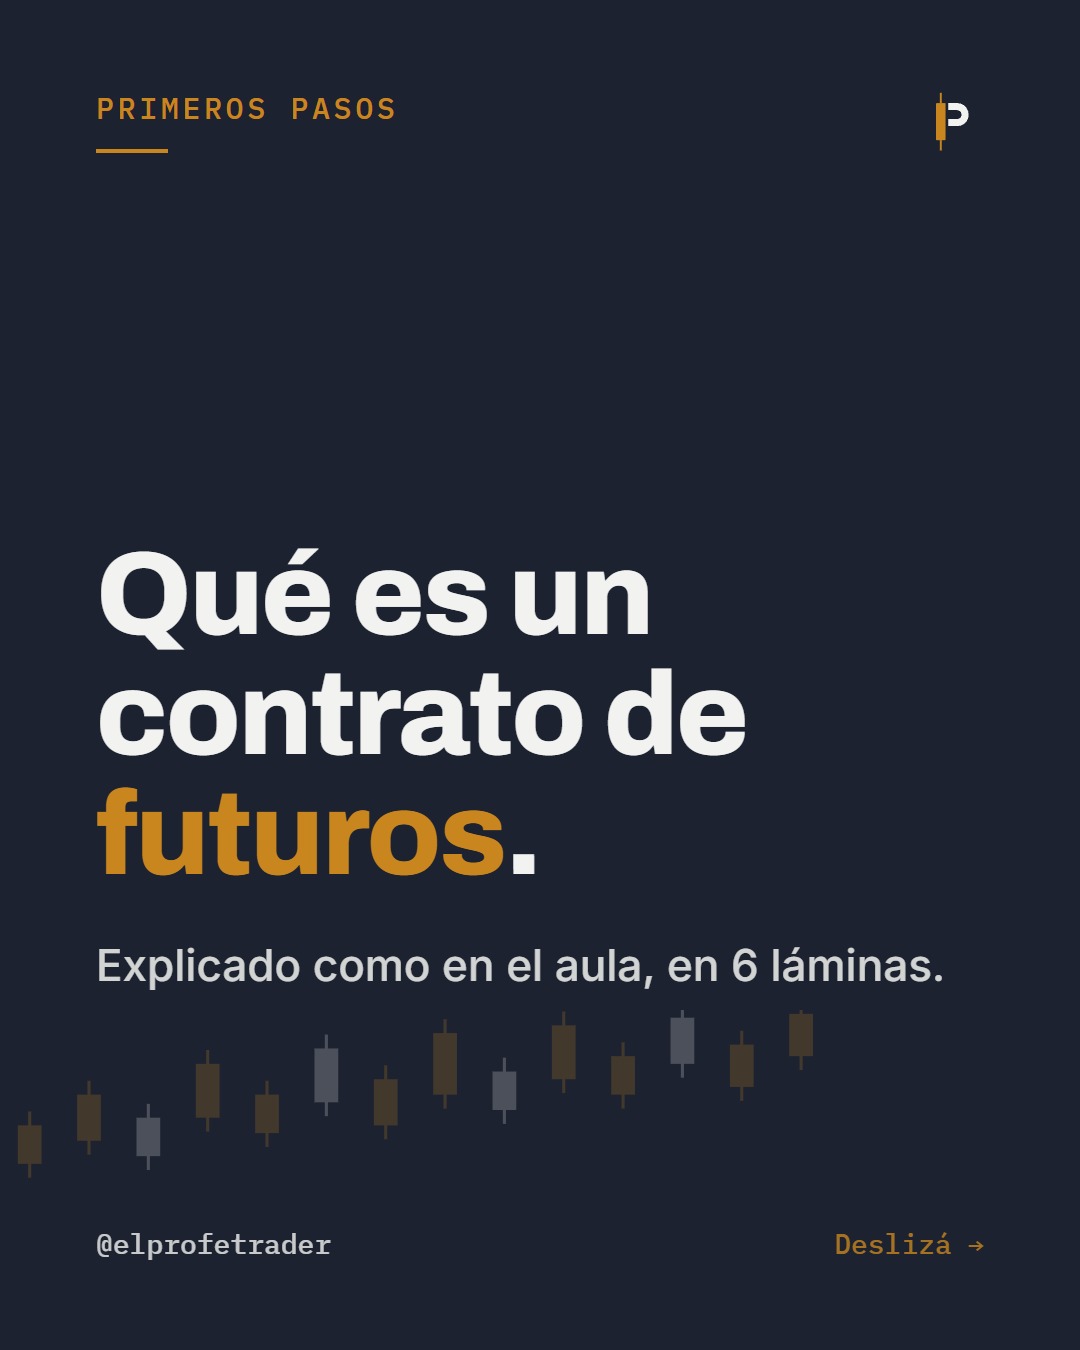 PRIMEROS PASOS
Qué es un
contrato de
futuros.
Explicado como en el aula, en 6 láminas.
@elprofetrader
Deslizá →